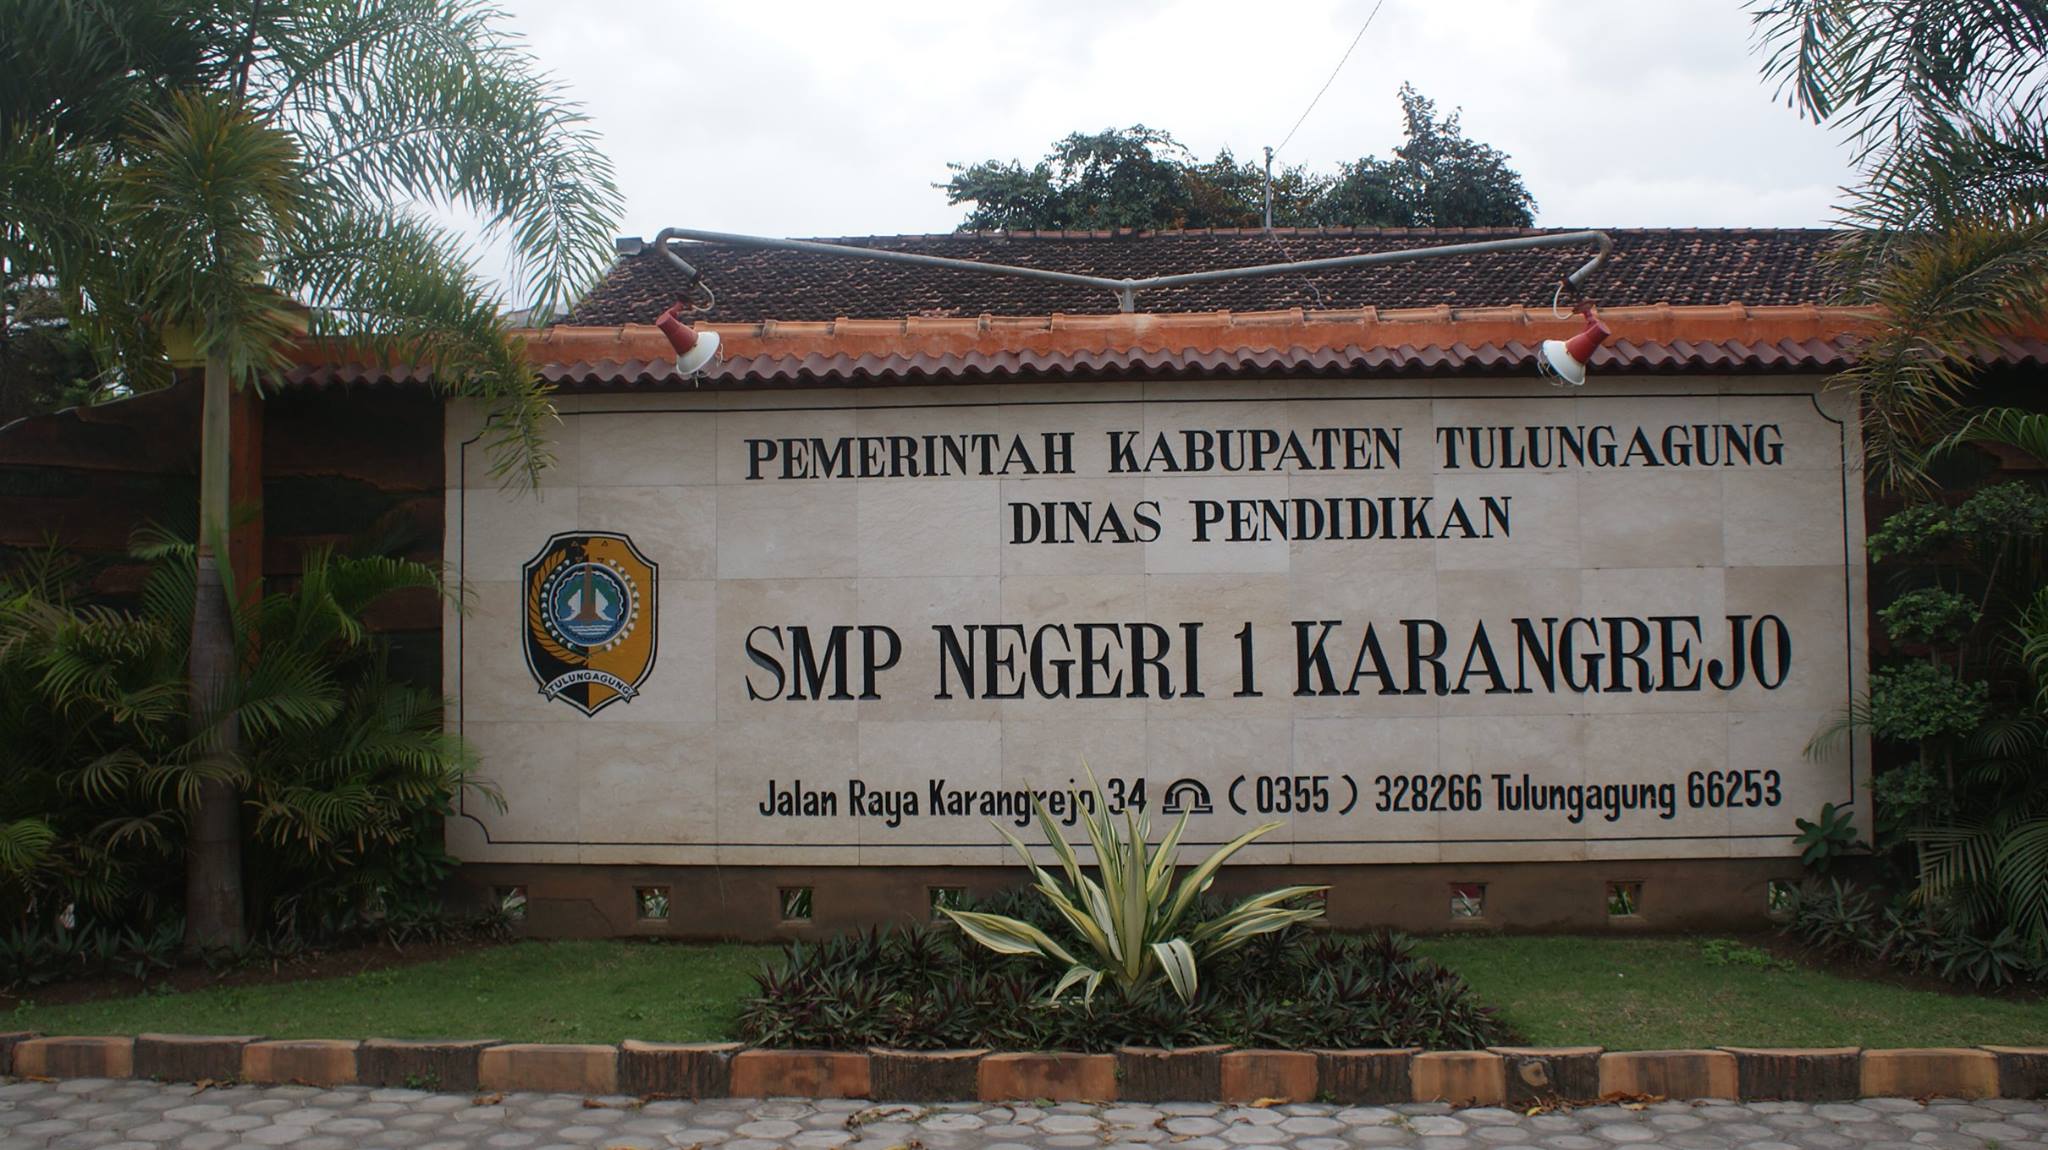 PEMERINTAH KABUPATEN TULUNGAGUNG
DINAS PENDIDIKAN
TULUNGAGUNG
SMP NEGERI 1 KARANGREJO
Jalan Raya Karangrejo 34 (0355) 328266 Tulungagung 66253